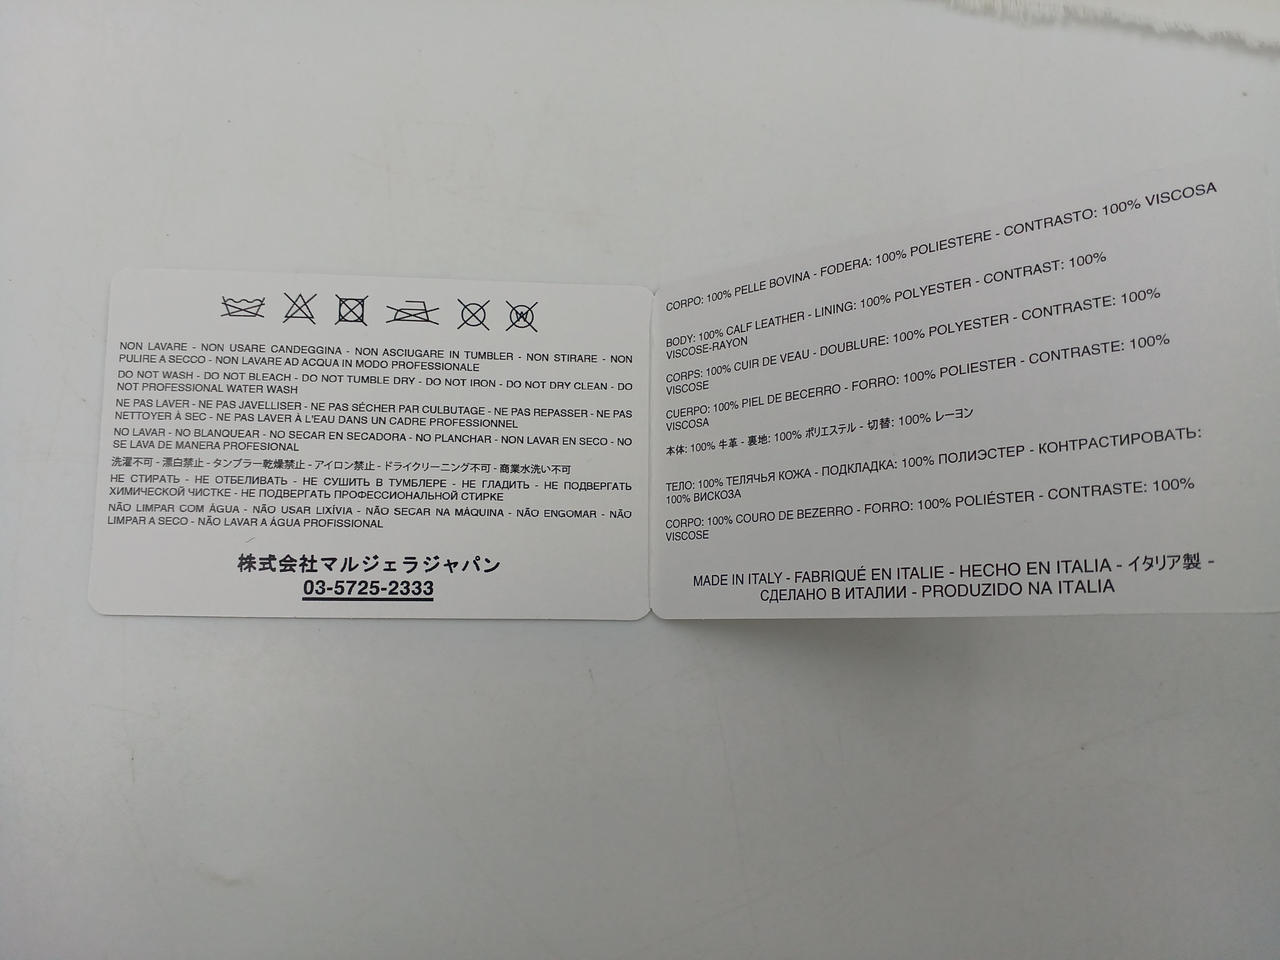 NON LAVARE - NON USARE CANDEGGINA - NON ASCIUGARE IN TUMBLER - NON STIRARE - NON
PULIRE A SECCO - NON LAVARE AD ACQUA IN MODO PROFESSIONALE
DO NOT WASH - DO NOT BLEACH - DO NOT TUMBLE DRY - DO NOT IRON - DO NOT DRY CLEAN - DO
NOT PROFESSIONAL WATER WASH
NE PAS LAVER - NE PAS JAVELLISER - NE PAS SÉCHER PAR CULBUTAGE - NE PAS REPASSER - NE PAS
NETTOYER À SEC - NE PAS LAVER À L'EAU DANS UN CADRE PROFESSIONNEL
NO LAVAR - NO BLANQUEAR - NO SECAR EN SECADORA - NO PLANCHAR - NON LAVAR EN SECO - NO
SE LAVA DE MANERA PROFESIONAL
洗濯不可 - 漂白禁止 - タンブラー乾燥禁止 - アイロン禁止 - ドライクリーニング不可 - 商業水洗い不可
НЕ СТИРАТЬ - НЕ ОТБЕЛИВАТЬ - НЕ СУШИТЬ В ТУМБЛЕРЕ - НЕ ГЛАДИТЬ - НЕ ПОДВЕРГАТЬ
ХИМИЧЕСКОЙ ЧИСТКЕ - НЕ ПОДВЕРГАТЬ ПРОФЕССИОНАЛЬНОЙ СТИРКЕ
NÃO LIMPAR COM ÁGUA - NÃO USAR LIXÍVIA - NÃO SECAR NA MÁQUINA - NÃO ENGOMAR - NÃO
LIMPAR A SECO - NÃO LAVAR A ÁGUA PROFISSIONAL
株式会社マルジェラジャパン
03-5725-2333
CORPO: 100% PELLE BOVINA - FODERA: 100% POLIESTERE - CONTRASTO: 100% VISCOSA
BODY: 100% CALF LEATHER - LINING: 100% POLYESTER - CONTRAST: 100%
VISCOSE-RAYON
CORPS: 100% CUIR DE VEAU - DOUBLURE: 100% POLYESTER - CONTRASTE: 100%
VISCOSE
CUERPO: 100% PIEL DE BECERRO - FORRO: 100% POLIESTER - CONTRASTE: 100%
VISCOSA
本体: 100% 牛革 - 裏地: 100% ポリエステル - 切替: 100% レーヨン
ТЕЛО: 100% ТЕЛЯЧЬЯ КОЖА - ПОДКЛАДКА: 100% ПОЛИЭСТЕР - КОНТРАСТИРОВАТЬ:
100% ВИСКОЗА
CORPO: 100% COURO DE BEZERRO - FORRO: 100% POLIÉSTER - CONTRASTE: 100%
VISCOSE
MADE IN ITALY - FABRIQUÉ EN ITALIE - HECHO EN ITALIA - イタリア製 -
СДЕЛАНО В ИТАЛИИ - PRODUZIDO NA ITALIA